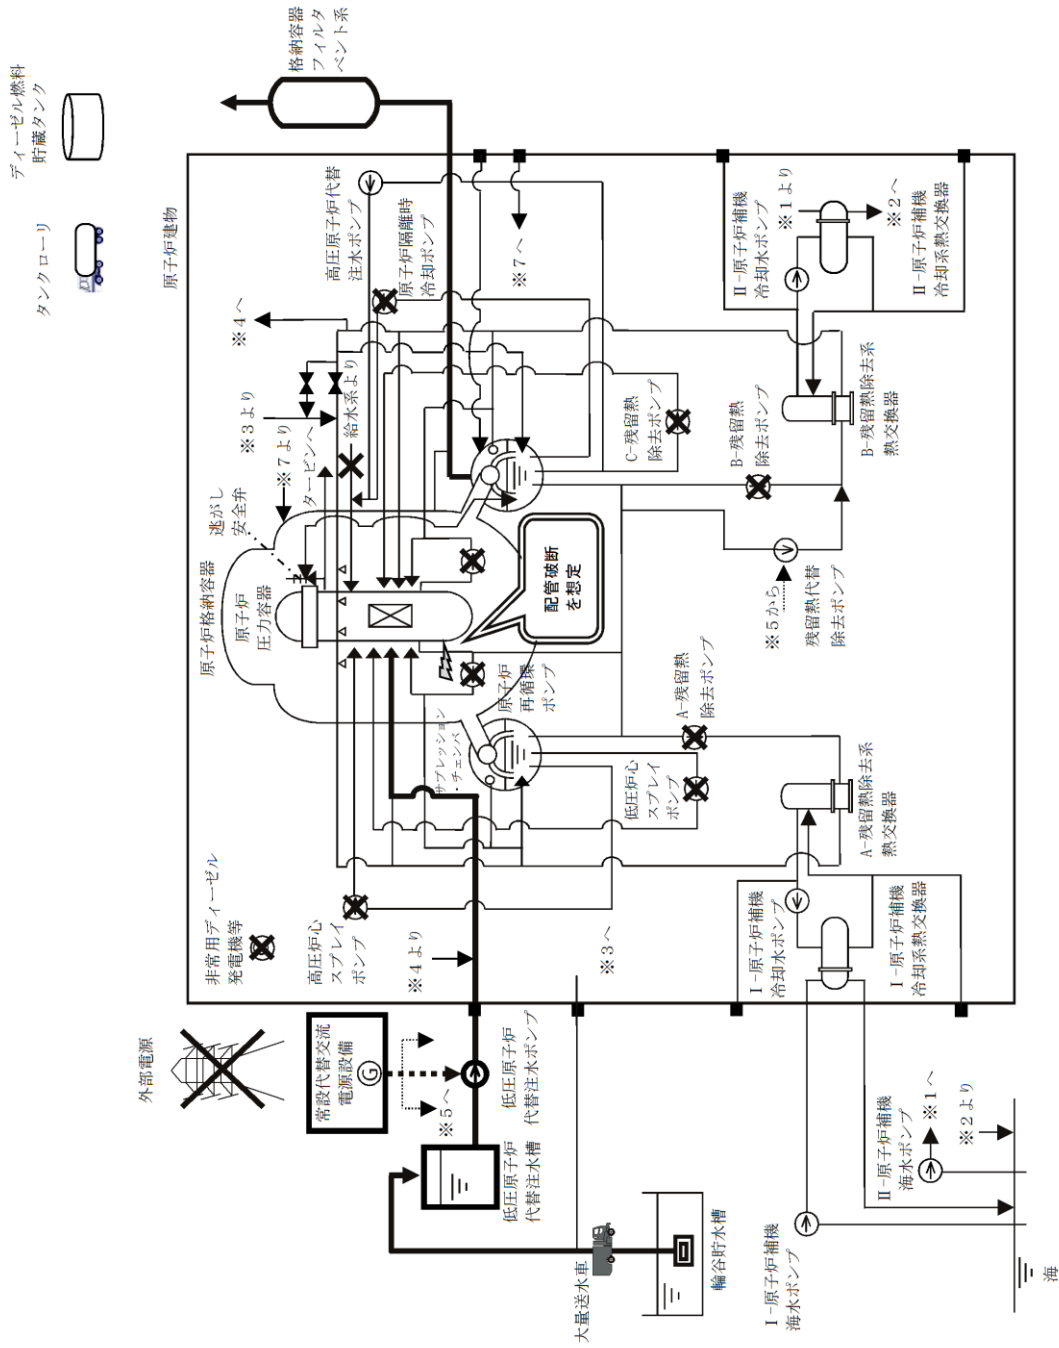 ディーゼル燃料
貯蔵タンク
タンクローリ
格納容器
フィルタ
ベント系
原子炉建物
※4へ
高圧原子炉代替
注水ポンプ
原子炉隔離時
冷却ポンプ
※7へ
※1より
※2へ
Ⅱ-原子炉補機
冷却水ポンプ
Ⅱ-原子炉補機
冷却系熱交換器
※3より
※7より
タービンへ
給水系より
逃がし
安全弁
C-残留熱
除去ポンプ
B-残留熱
除去ポンプ
B-残留熱除去系
熱交換器
原子炉格納容器
原子炉
圧力容器
配管破断
を想定
※5から
残留熱代替
除去ポンプ
原子炉
再循環
ポンプ
サプレッション
・チェンバ
A-残留熱
除去ポンプ
低圧炉心
スプレイ
ポンプ
A-残留熱除去系
熱交換器
非常用ディーゼル
発電機等
高圧炉心
スプレイ
ポンプ
※4より
※3へ
Ⅰ-原子炉補機
冷却水ポンプ
Ⅰ-原子炉補機
冷却系熱交換器
外部電源
常設代替交流
電源設備
G
※5へ
低圧原子炉
代替注水ポンプ
低圧原子炉
代替注水槽
大量送水車
輪谷貯水槽
Ⅱ-原子炉補機
海水ポンプ
※1へ
※2より
Ⅰ-原子炉補機
海水ポンプ
海